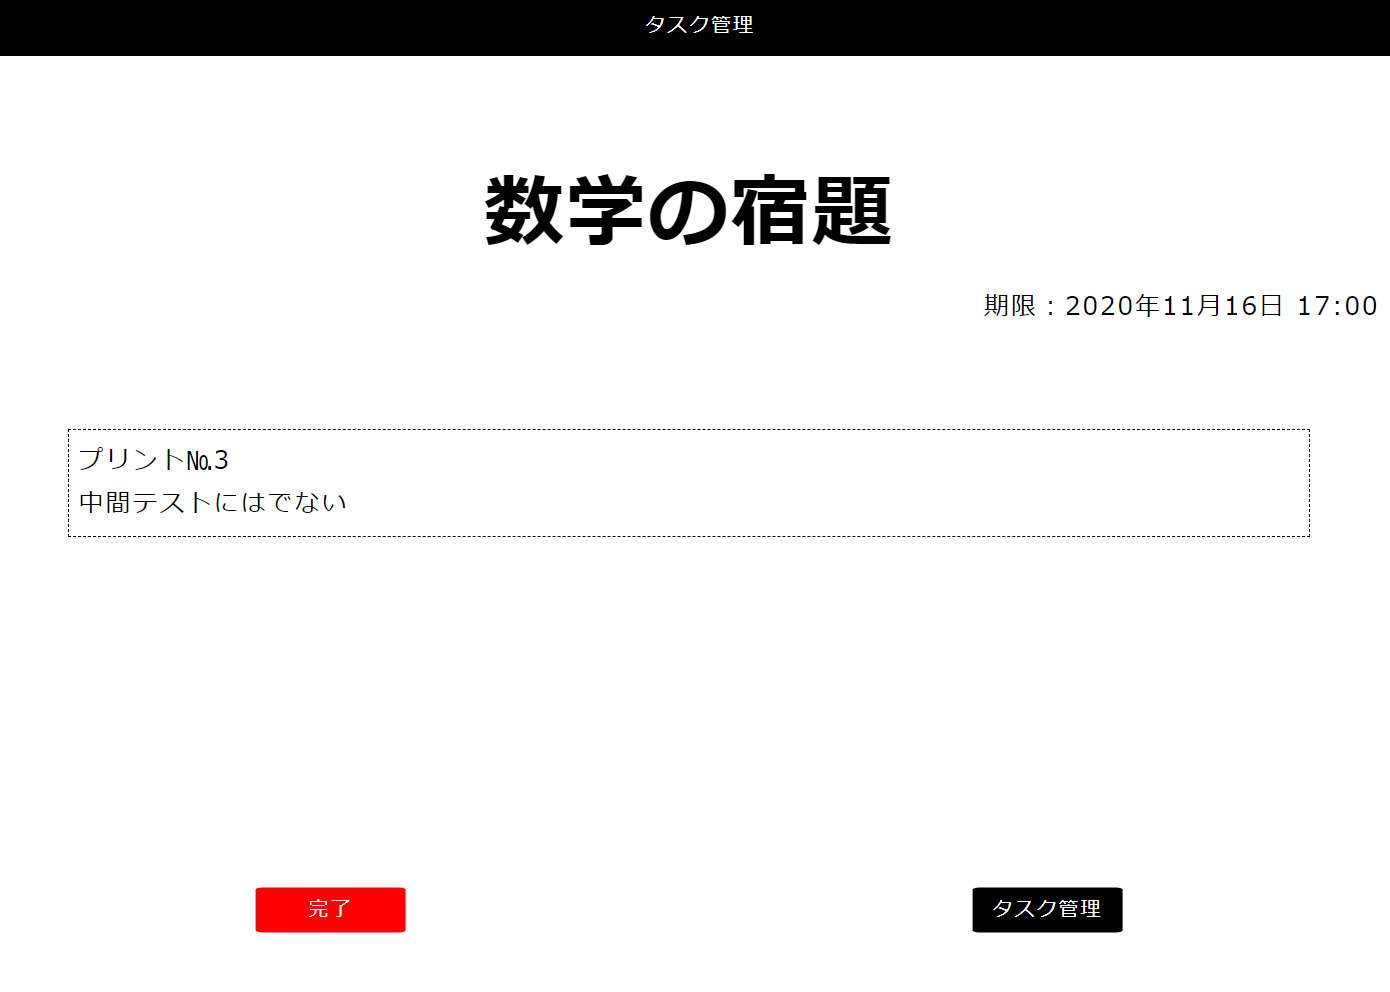 タスク管理
数学の宿題
期限：2020年11月16日 17:00
プリント№3
中間テストにはでない
完了
タスク管理